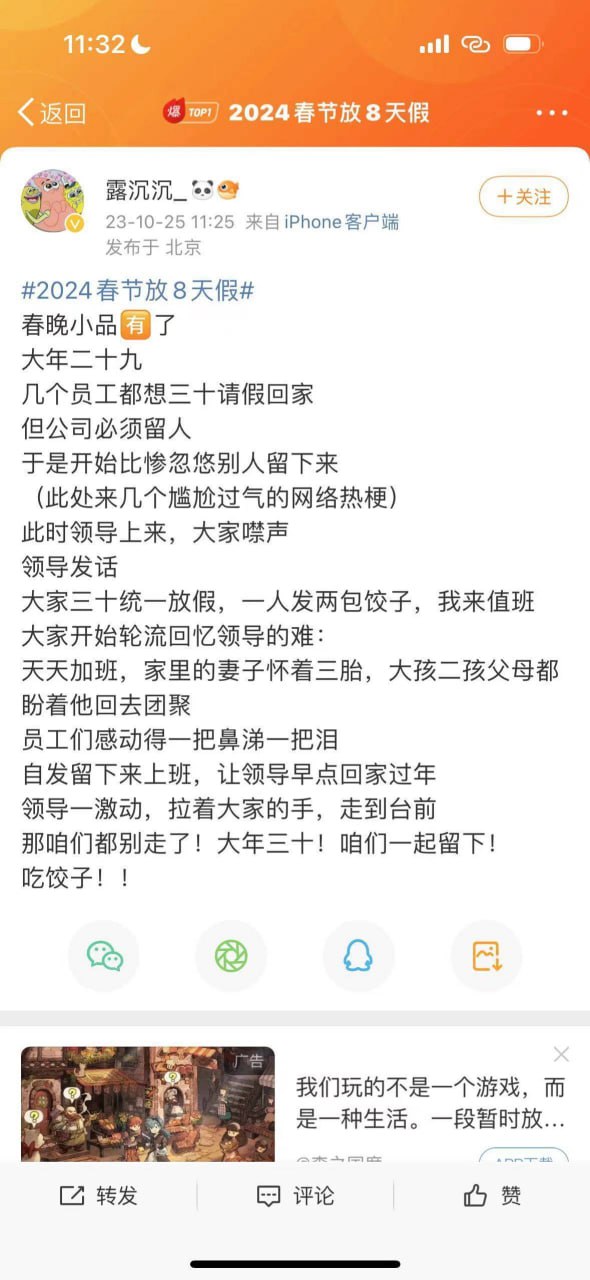 11:32
返回
爆 TOP1 2024春节放8天假
露沉沉_🐼🐡
+关注
23-10-25 11:25 来自 iPhone客户端
发布于 北京
#2024春节放8天假#
春晚小品🈶了
大年二十九
几个员工都想三十请假回家
但公司必须留人
于是开始比惨忽悠别人留下来
（此处来几个尴尬过气的网络热梗）
此时领导上来，大家噤声
领导发话
大家三十统一放假，一人发两包饺子，我来值班
大家开始轮流回忆领导的难：
天天加班，家里的妻子怀着三胎，大孩二孩父母都
盼着他回去团聚
员工们感动得一把鼻涕一把泪
自发留下来上班，让领导早点回家过年
领导一激动，拉着大家的手，走到台前
那咱们都别走了！大年三十！咱们一起留下！
吃饺子！！
广告
我们玩的不是一个游戏，而
是一种生活。一段暂时放...
转发
评论
赞